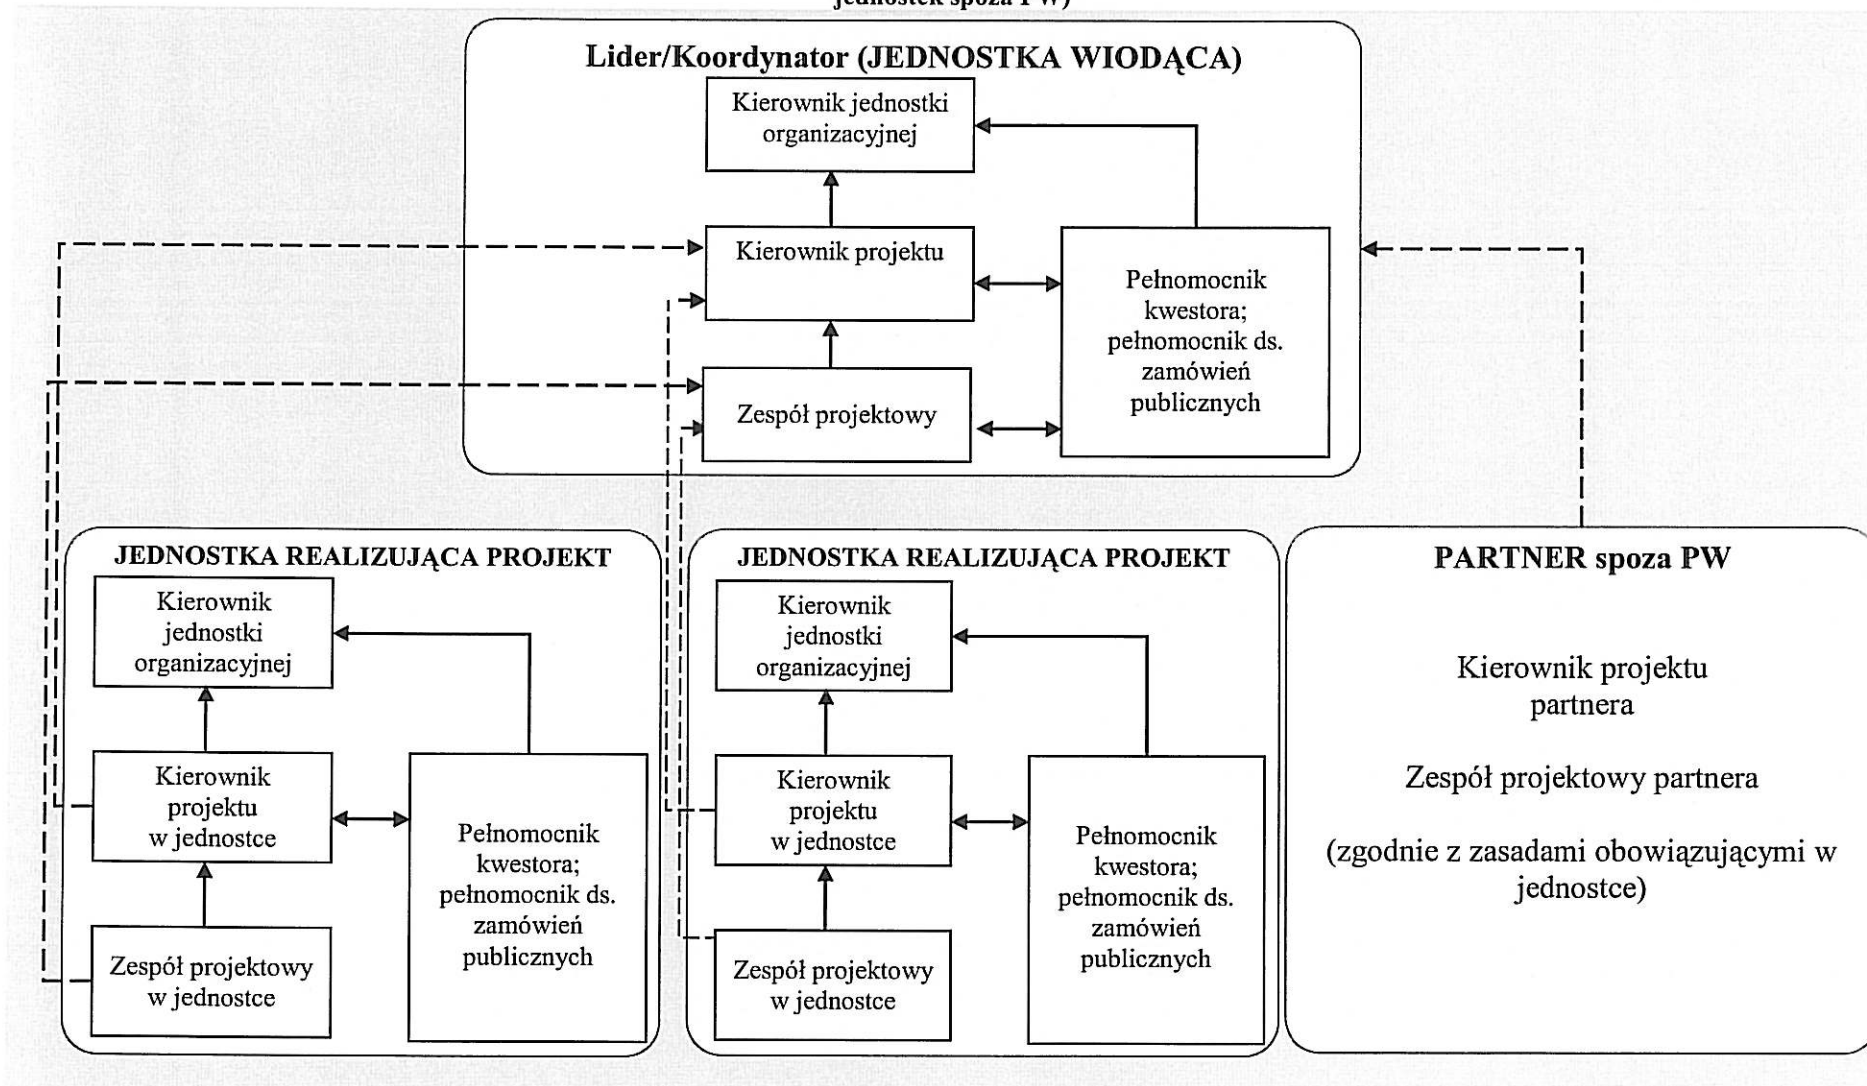 jednostek spoza PW)
Lider/Koordynator (JEDNOSTKA WIODĄCA)
Kierownik jednostki
organizacyjnej
Kierownik projektu
Pełnomocnik
kwestora;
pełnomocnik ds.
zamówień
publicznych
Zespół projektowy
JEDNOSTKA REALIZUJĄCA PROJEKT
Kierownik
jednostki
organizacyjnej
Kierownik
projektu
w jednostce
Pełnomocnik
kwestora;
pełnomocnik ds.
zamówień
publicznych
Zespół projektowy
w jednostce
JEDNOSTKA REALIZUJĄCA PROJEKT
Kierownik
jednostki
organizacyjnej
Kierownik
projektu
w jednostce
Pełnomocnik
kwestora;
pełnomocnik ds.
zamówień
publicznych
Zespół projektowy
w jednostce
PARTNER spoza PW
Kierownik projektu
partnera
Zespół projektowy partnera
(zgodnie z zasadami obowiązującymi w
jednostce)